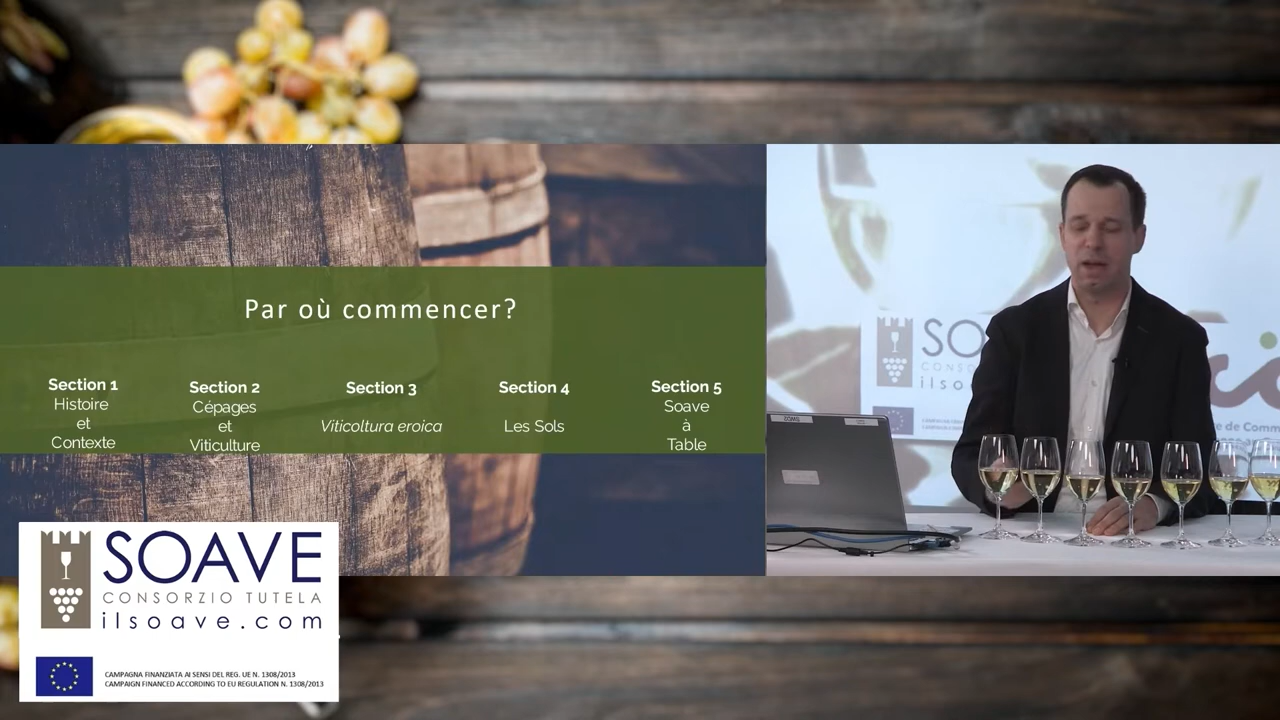 Par où commencer?
Section 1
Histoire
et
Contexte
Section 2
Cépages
et
Viticulture
Section 3
Viticoltura eroica
Section 4
Les Sols
Section 5
Soave
à
Table
SOAVE
CONSORZIO TUTELA
ilsoave.com
CAMPAGNA FINANZIATA AI SENSI DEL REG. UE N. 1308/2013
CAMPAIGN FINANCED ACCORDING TO EU REGULATION N. 1308/2013